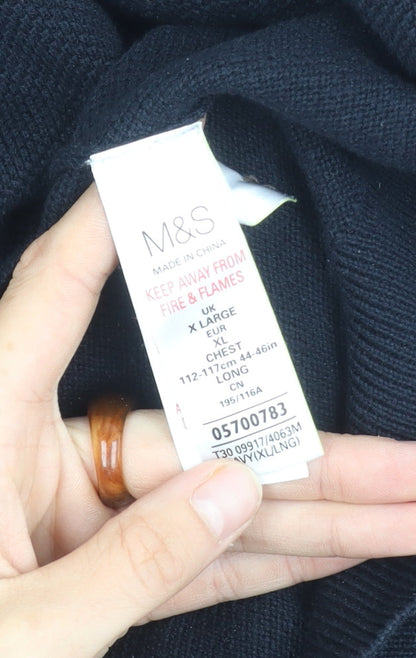 M&S
MADE IN CHINA
KEEP AWAY FROM
FIRE & FLAMES
UK
X LARGE
EUR
XL
CHEST
112-117cm 44-46in
LONG
CN
195/116A
05700783
T30 09917/4063M
NAVY(XL/LNG)